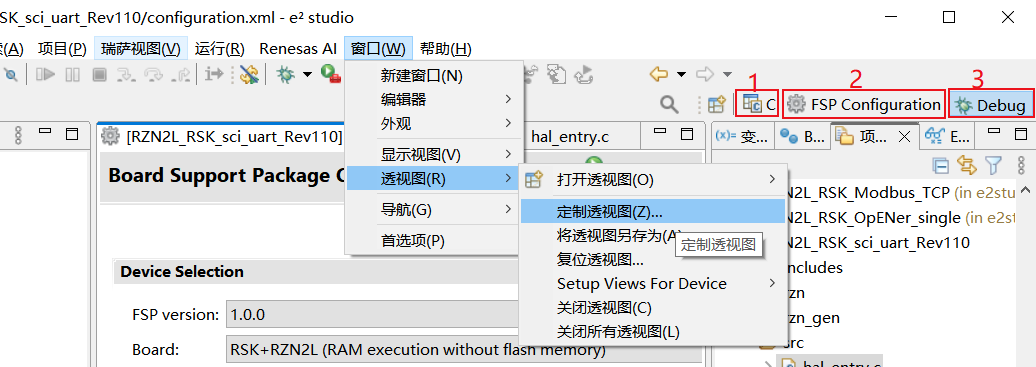 SK_sci_uart_Rev110/configuration.xml - e² studio
(A) 项目(P) 瑞萨视图(V) 运行(R) Renesas AI 窗口(W) 帮助(H)
新建窗口(N)
编辑器
外观
显示视图(V)
透视图(R)
导航(G)
首选项(P)
打开透视图(O)
定制透视图(Z)...
将透视图另存为(A)
定制透视图
复位透视图...
Setup Views For Device
关闭透视图(C)
关闭所有透视图(L)
1 2 3
C FSP Configuration Debug
[RZN2L_RSK_sci_uart_Rev110] hal_entry.c
(x)= 变... B... 项... E...
Board Support Package C
Device Selection
FSP version: 1.0.0
Board: RSK+RZN2L (RAM execution without flash memory)
N2L_RSK_Modbus_TCP (in e2stu
N2L_RSK_OpENer_single (in e2st
N2L_RSK_sci_uart_Rev110
ncludes
rzn
rzn_gen
src
hal_entry.c